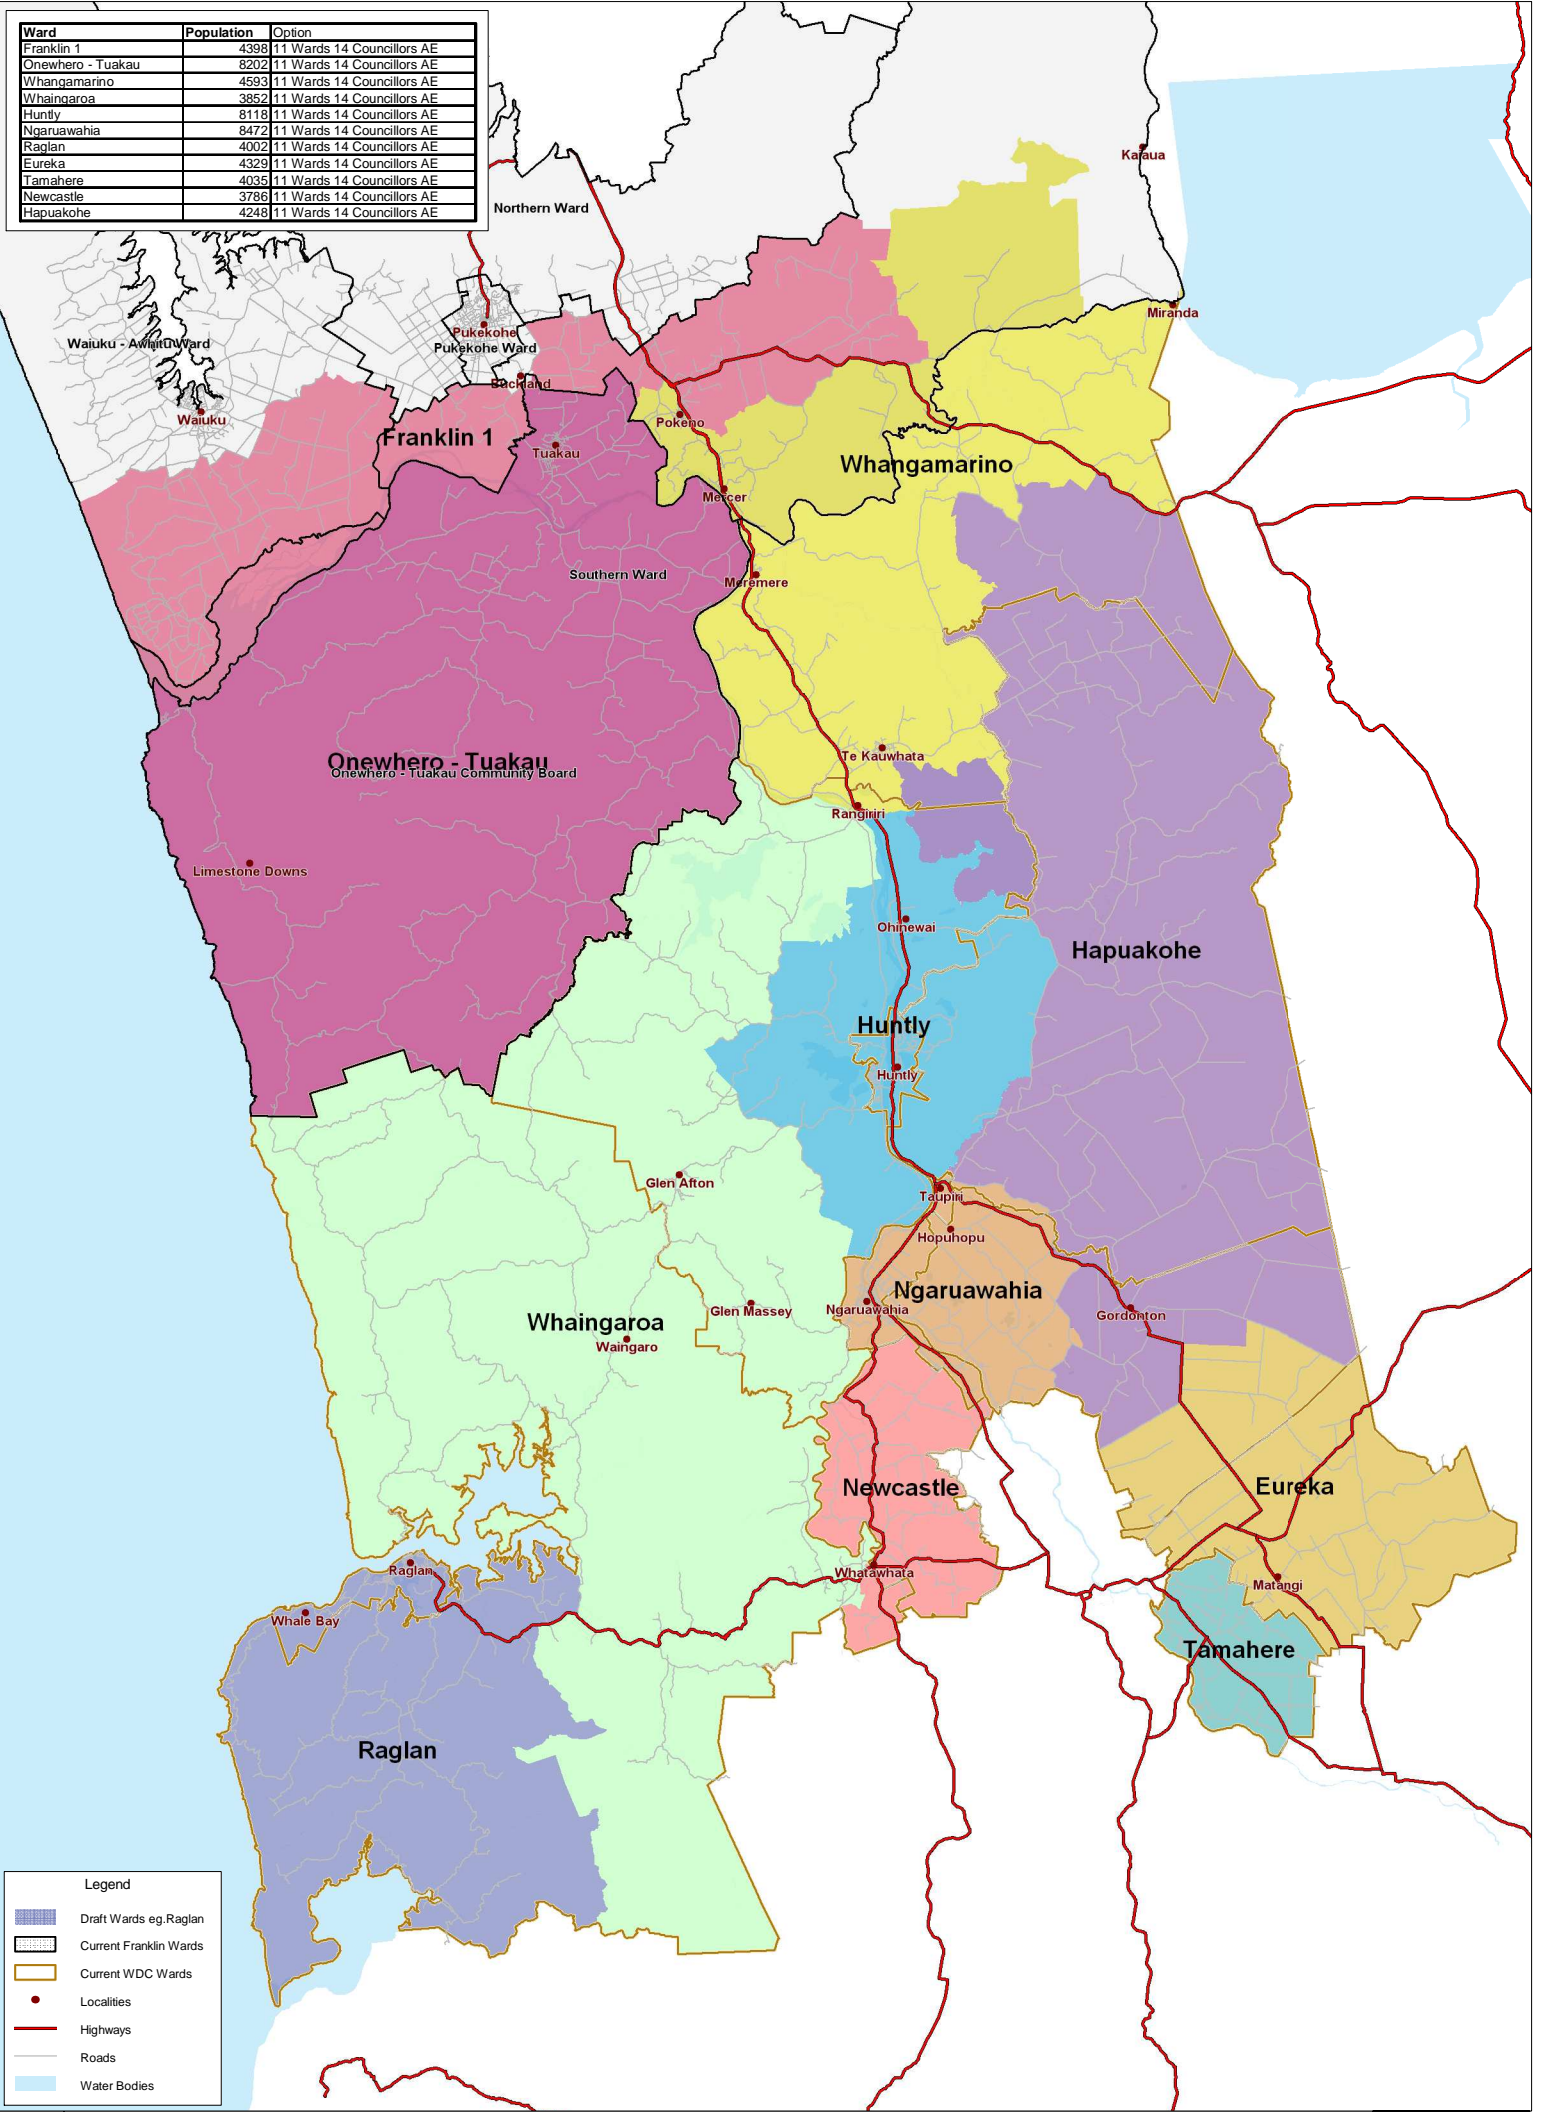 Ward Population Option
Franklin 1 4398 11 Wards 14 Councillors AE
Onewhero - Tuakau 8202 11 Wards 14 Councillors AE
Whangamarino 4593 11 Wards 14 Councillors AE
Whaingaroa 3852 11 Wards 14 Councillors AE
Huntly 8118 11 Wards 14 Councillors AE
Ngaruawahia 8472 11 Wards 14 Councillors AE
Raglan 4002 11 Wards 14 Councillors AE
Eureka 4329 11 Wards 14 Councillors AE
Tamahere 4035 11 Wards 14 Councillors AE
Newcastle 3786 11 Wards 14 Councillors AE
Hapuakohe 4248 11 Wards 14 Councillors AE
Kaiaua
Northern Ward
Miranda
Pukekohe
Waiuku - Awhitu Ward
Pukekohe Ward
Buckland
Waiuku
Pokeno
Franklin 1
Tuakau
Whangamarino
Mercer
Southern Ward
Meremere
Te Kauwhata
Onewhero - Tuakau
Onewhero - Tuakau Community Board
Rangiriri
Limestone Downs
Ohinewai
Hapuakohe
Huntly
Huntly
Glen Afton
Taupiri
Hopuhopu
Ngaruawahia
Ngaruawahia
Glen Massey
Gordonton
Whaingaroa
Waingaro
Newcastle
Eureka
Raglan
Whatawhata
Matangi
Whale Bay
Tamahere
Raglan
Legend
Draft Wards eg.Raglan
Current Franklin Wards
Current WDC Wards
Localities
Highways
Roads
Water Bodies